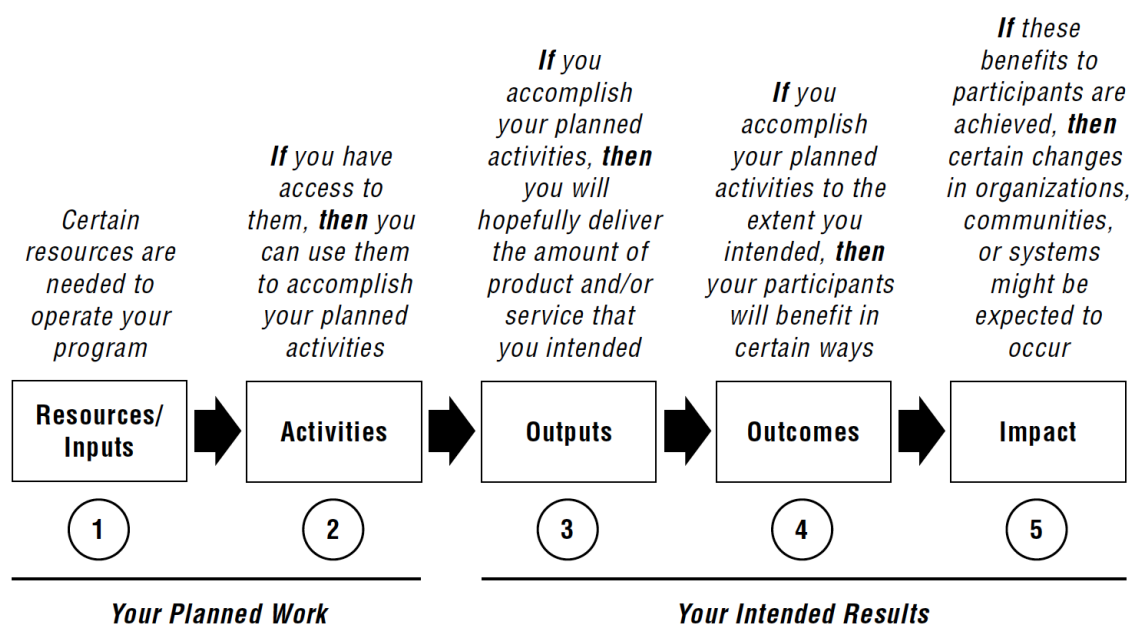 Certain
resources are
needed to
operate your
program
If you have
access to
them, then you
can use them
to accomplish
your planned
activities
If you
accomplish
your planned
activities, then
you will
hopefully deliver
the amount of
product and/or
service that
you intended
If you
accomplish
your planned
activities to the
extent you
intended, then
your participants
will benefit in
certain ways
If these
benefits to
participants are
achieved, then
certain changes
in organizations,
communities,
or systems
might be
expected to
occur
Resources/
Inputs
Activities
Outputs
Outcomes
Impact
1
2
3
4
5
Your Planned Work
Your Intended Results